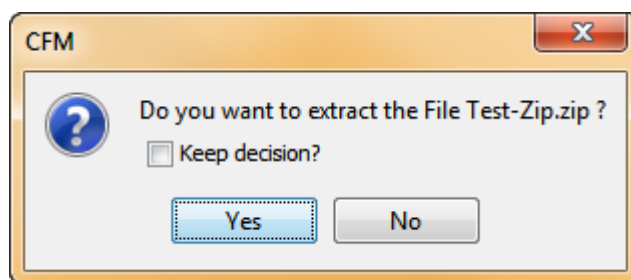 CFM
Do you want to extract the File Test-Zip.zip ?
Keep decision?
Yes
No